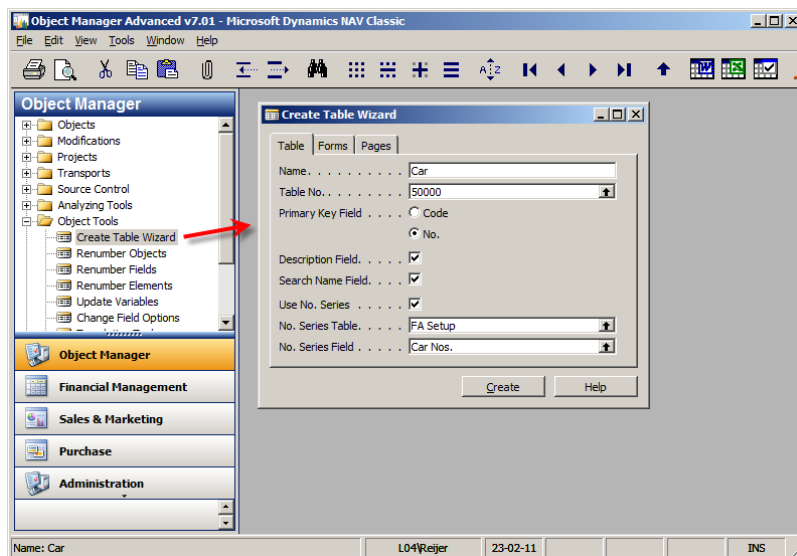 Object Manager Advanced v7.01 - Microsoft Dynamics NAV Classic
File Edit View Tools Window Help
Object Manager
Objects
Modifications
Projects
Transports
Source Control
Analyzing Tools
Object Tools
Create Table Wizard
Renumber Objects
Renumber Fields
Renumber Elements
Update Variables
Change Field Options
Object Manager
Financial Management
Sales & Marketing
Purchase
Administration
Create Table Wizard
Table Forms Pages
Name. . . . . . . . . . Car
Table No. . . . . . . . . 50000
Primary Key Field . . . . Code
No.
Description Field. . . . .
Search Name Field. . . .
Use No. Series . . . . .
No. Series Table. . . . . FA Setup
No. Series Field . . . . . Car Nos.
Create Help
Name: Car L04\Reijer 23-02-11 INS